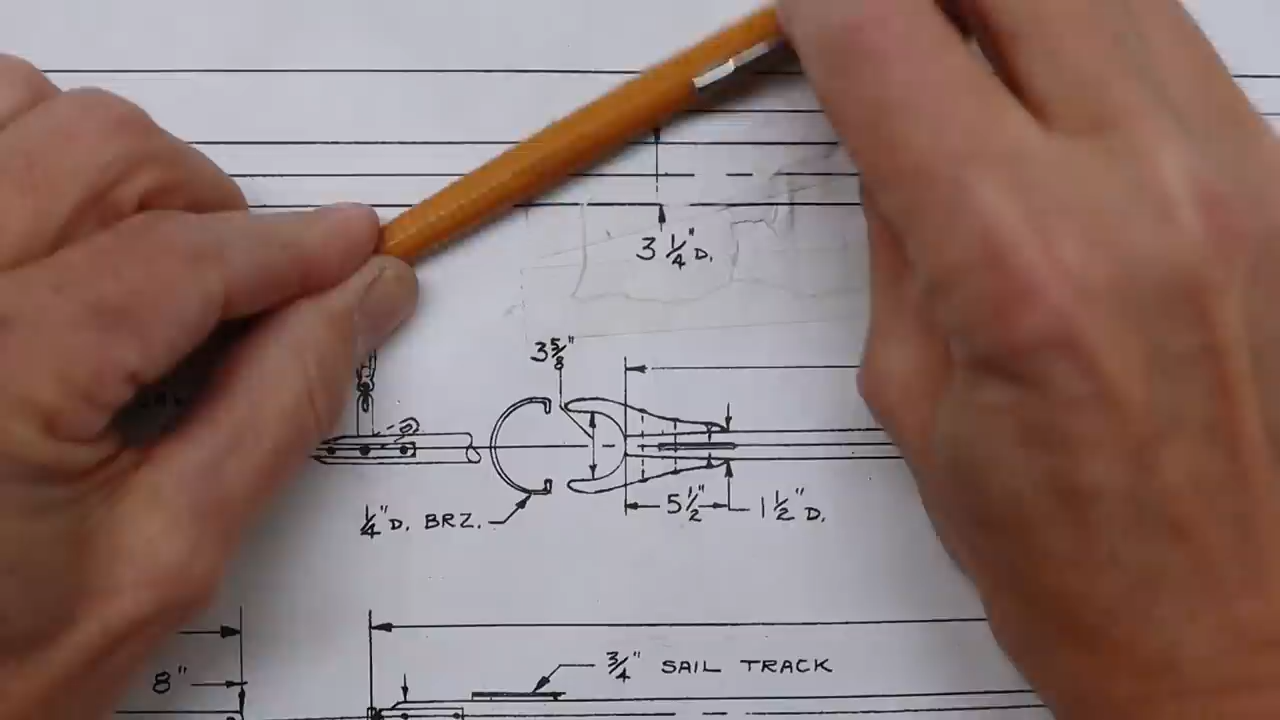 3 1/4" D.
3 5/8"
5 1/2"
1 1/2" D.
1/4" D. BRZ.
8"
3/4" SAIL TRACK